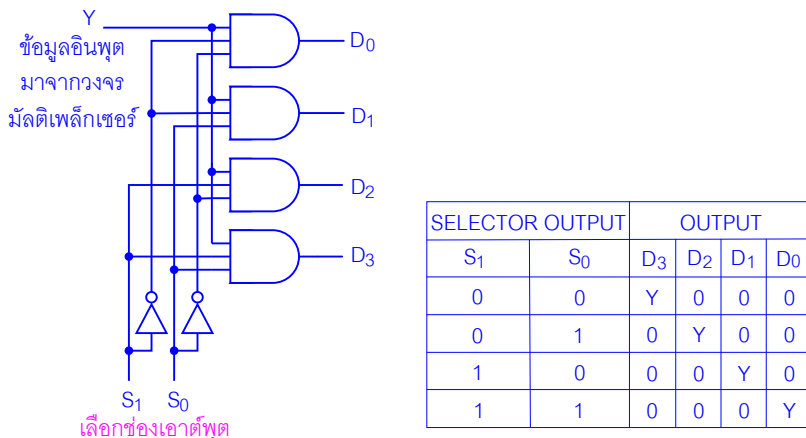 Y
ข้อมูลอินพุต
มาจากวงจร
มัลติเพล็กเซอร์
D0
D1
D2
D3
S1 S0
เลือกช่องเอาต์พุต
SELECTOR OUTPUT OUTPUT
S1 S0 D3 D2 D1 D0
0 0 Y 0 0 0
0 1 0 Y 0 0
1 0 0 0 Y 0
1 1 0 0 0 Y